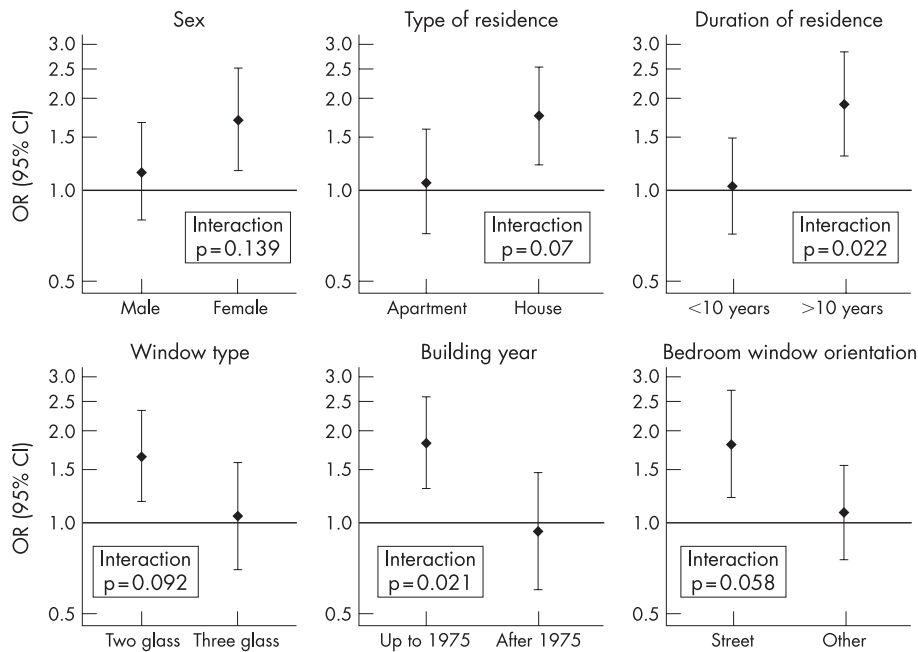 Sex
3.0
2.5
2.0
1.5
1.0
0.5
OR (95% CI)
Interaction
p=0.139
Male Female
Type of residence
3.0
2.5
2.0
1.5
1.0
0.5
Interaction
p=0.07
Apartment House
Duration of residence
3.0
2.5
2.0
1.5
1.0
0.5
Interaction
p=0.022
<10 years >10 years
Window type
3.0
2.5
2.0
1.5
1.0
0.5
OR (95% CI)
Interaction
p=0.092
Two glass Three glass
Building year
3.0
2.5
2.0
1.5
1.0
0.5
Interaction
p=0.021
Up to 1975 After 1975
Bedroom window orientation
3.0
2.5
2.0
1.5
1.0
0.5
Interaction
p=0.058
Street Other